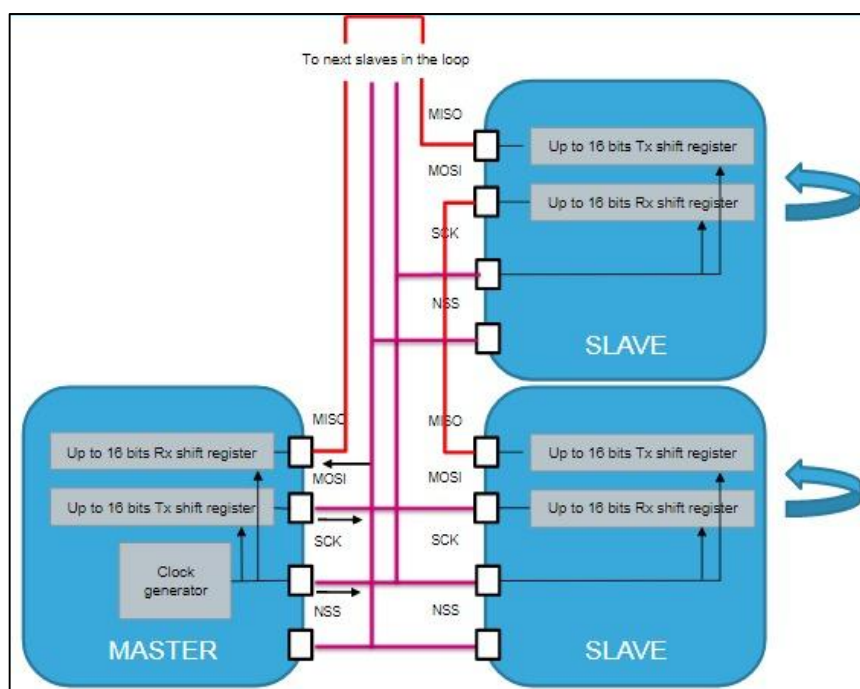 To next slaves in the loop
MISO
Up to 16 bits Tx shift register
MOSI
Up to 16 bits Rx shift register
SCK
NSS
SLAVE
MISO
MISO
Up to 16 bits Rx shift register
Up to 16 bits Tx shift register
MOSI
MOSI
Up to 16 bits Tx shift register
Up to 16 bits Rx shift register
SCK
SCK
Clock
generator
NSS
NSS
MASTER
SLAVE